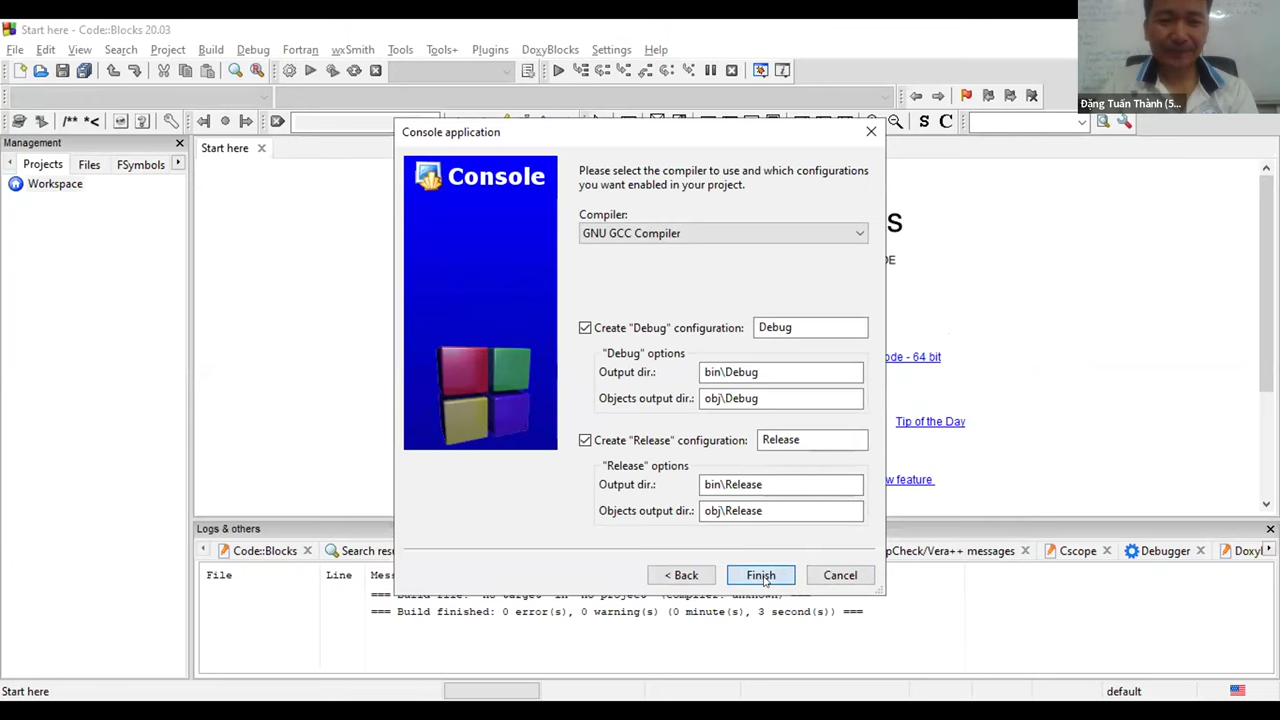 Start here - Code::Blocks 20.03
File Edit View Search Project Build Debug Fortran wxSmith Tools Tools+ Plugins DoxyBlocks Settings Help
Đặng Tuấn Thành (5...
/** *<
S C
Management
Projects Files FSymbols
Workspace
Start here
Console application
Console
Please select the compiler to use and which configurations
you want enabled in your project.
Compiler:
GNU GCC Compiler
Create "Debug" configuration: Debug
"Debug" options
Output dir.: bin\Debug
Objects output dir.: obj\Debug
Create "Release" configuration: Release
"Release" options
Output dir.: bin\Release
Objects output dir.: obj\Release
< Back Finish Cancel
S
DE
ode - 64 bit
Tip of the Day
w feature
Logs & others
Code::Blocks Search resu pCheck/Vera++ messages Cscope Debugger Doxy
File Line Mess
=== Build finished: 0 error(s), 0 warning(s) (0 minute(s), 3 second(s)) ===
Start here default